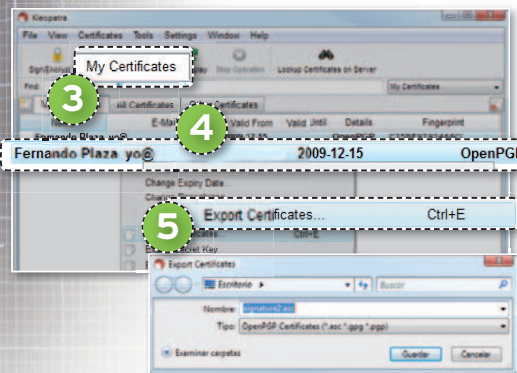 Kleopatra
File View Certificates Tools Settings Window Help
Sign/Encrypt
Stop Operation
Lookup Certificates on Server
My Certificates
Find:
My Certificates
3
All Certificates
Certificates
4
E-Mail
Valid From
Valid Until
Details
Fingerprint
Fernando Plaza yo@
2009-12-15
OpenPGP
Change Expiry Date...
5
Export Certificates... Ctrl+E
Ctrl+E
Secret Key
Export Certificates
Escritorio
Buscar
Nombre: signature2.asc
Tipo: OpenPGP Certificates (*.asc *.gpg *.pgp)
Examinar carpetas
Guardar
Cancelar